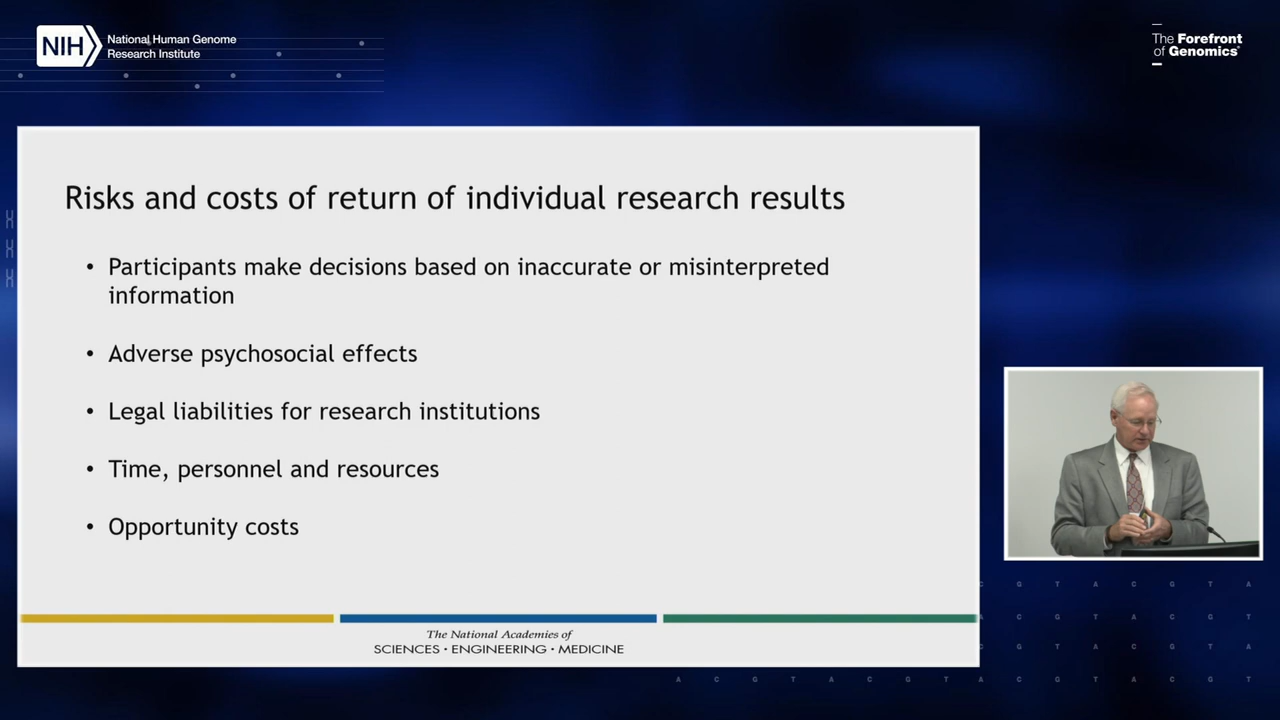 NIH
National Human Genome
Research Institute
The Forefront
of Genomics®
Risks and costs of return of individual research results
• Participants make decisions based on inaccurate or misinterpreted
information
• Adverse psychosocial effects
• Legal liabilities for research institutions
• Time, personnel and resources
• Opportunity costs
The National Academies of
SCIENCES · ENGINEERING · MEDICINE
C G T A C G T A
A C G T A C G T
C G T A C G T A
A C G T A C G T A C G T A C G T